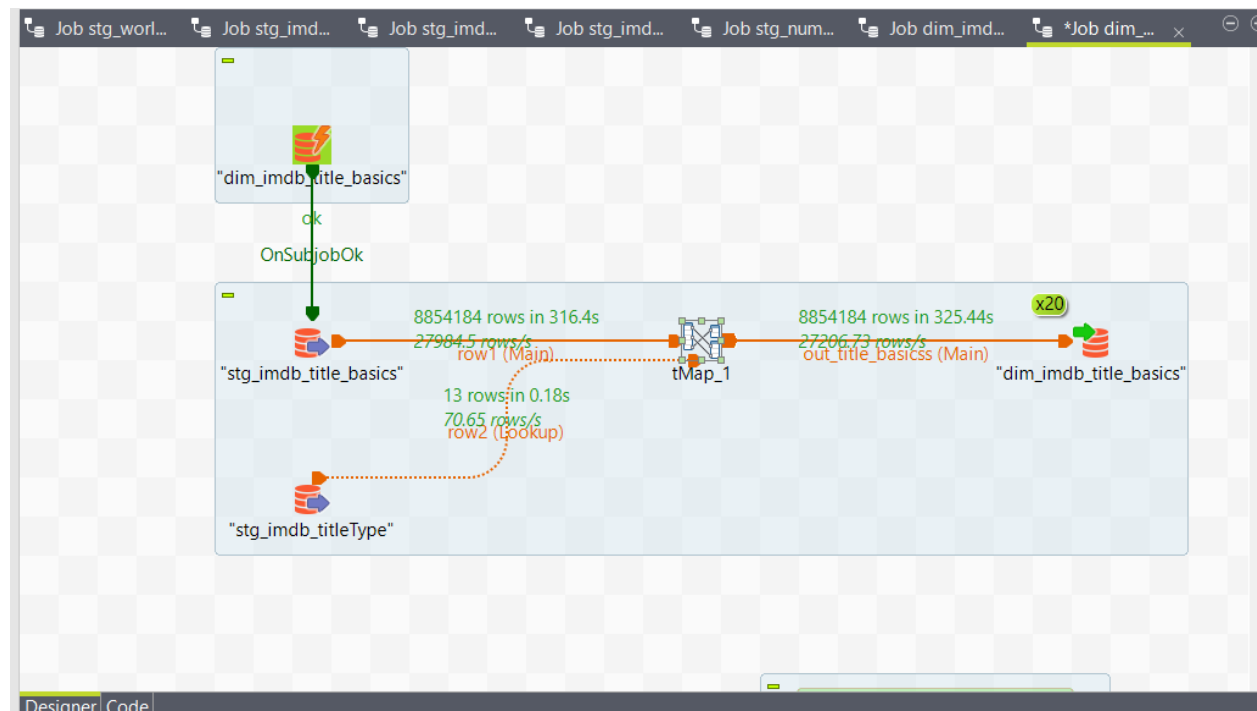 Job stg_worl...
Job stg_imd...
Job stg_imd...
Job stg_imd...
Job stg_num...
Job dim_imd...
*Job dim_...
"dim_imdb_title_basics"
ok
OnSubjobOk
x20
8854184 rows in 316.4s
27984.5 rows/s
row1 (Main)
8854184 rows in 325.44s
27206.73 rows/s
out_title_basicss (Main)
"stg_imdb_title_basics"
tMap_1
"dim_imdb_title_basics"
13 rows in 0.18s
70.65 rows/s
row2 (Lookup)
"stg_imdb_titleType"
Designer
Code